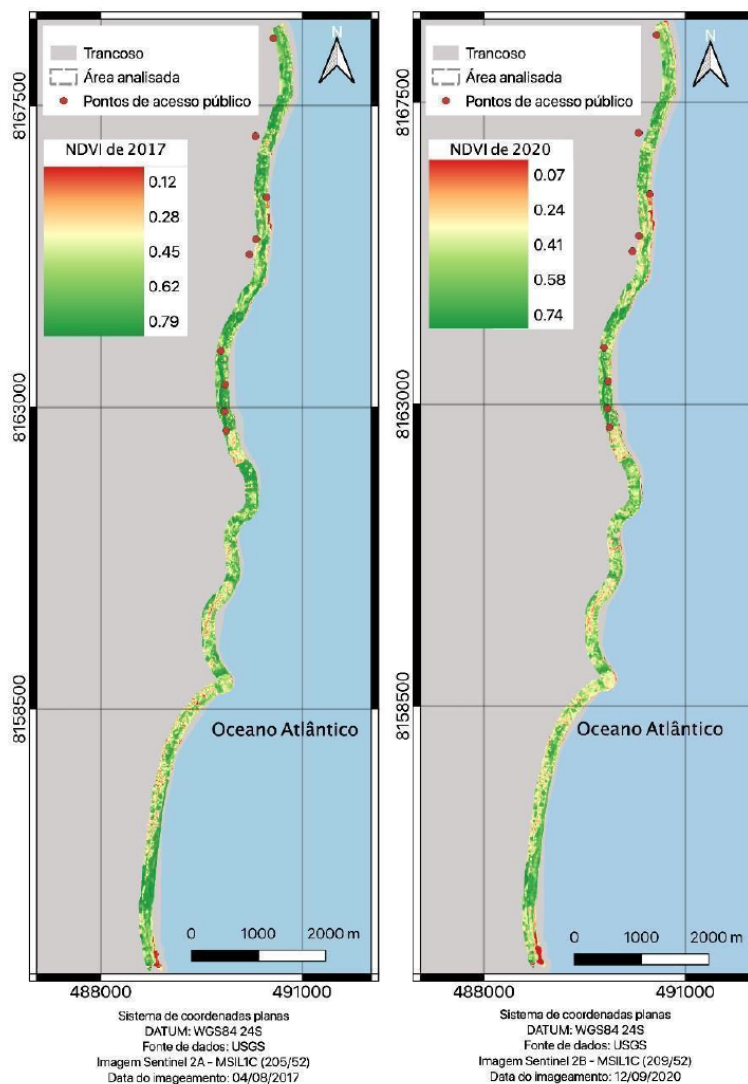 N
Trancoso
Área analisada
Pontos de acesso público
8167500
NDVI de 2017
0.12
0.28
0.45
0.62
0.79
8163000
8158500
Oceano Atlântico
0 1000 2000 m
488000 491000
Sistema de coordenadas planas
DATUM: WGS84 24S
Fonte de dados: USGS
Imagem Sentinel 2A - MSIL1C (205/52)
Data do imageamento: 04/08/2017
N
Trancoso
Área analisada
Pontos de acesso público
8167500
NDVI de 2020
0.07
0.24
0.41
0.58
0.74
8163000
8158500
Oceano Atlântico
0 1000 2000 m
488000 491000
Sistema de coordenadas planas
DATUM: WGS84 24S
Fonte de dados: USGS
Imagem Sentinel 2B - MSIL1C (209/52)
Data do imageamento: 12/09/2020